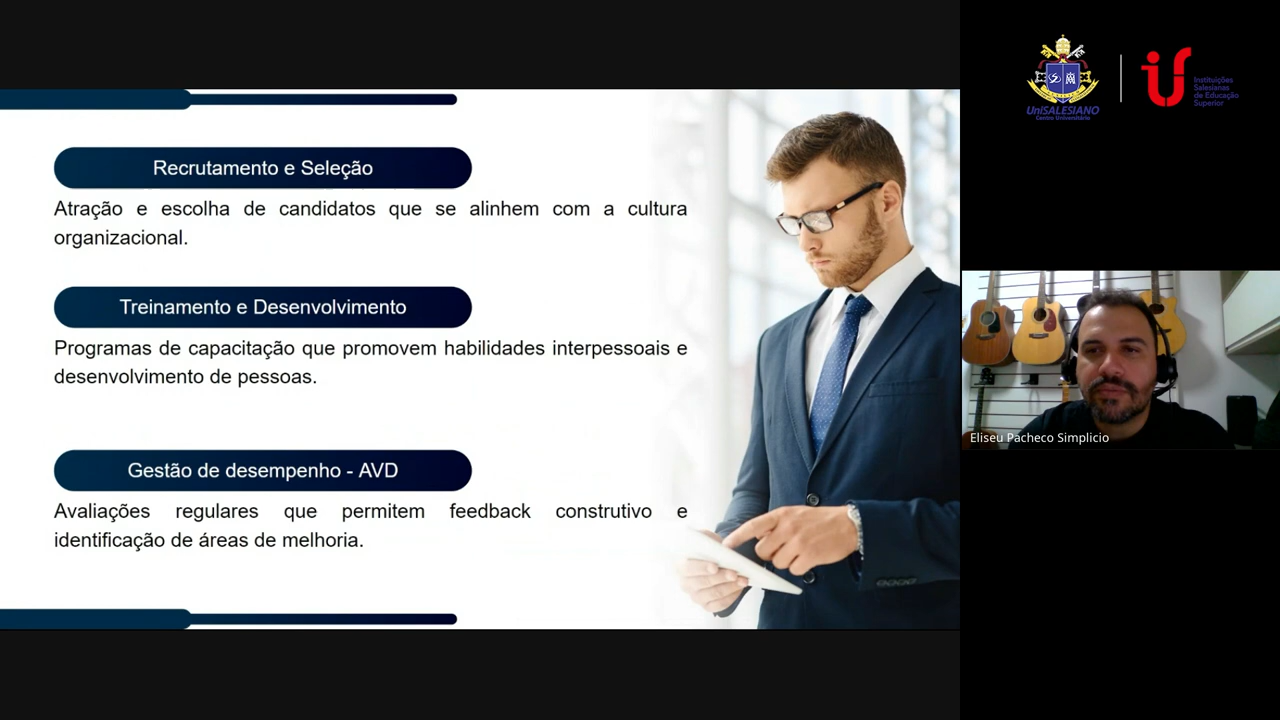 Recrutamento e Seleção
Atração e escolha de candidatos que se alinhem com a cultura
organizacional.
Treinamento e Desenvolvimento
Programas de capacitação que promovem habilidades interpessoais e
desenvolvimento de pessoas.
Gestão de desempenho - AVD
Avaliações regulares que permitem feedback construtivo e
identificação de áreas de melhoria.
UniSALESIANO
Centro Universitário
Instituições
Salesianas
de Educação
Superior
Eliseu Pacheco Simplicio